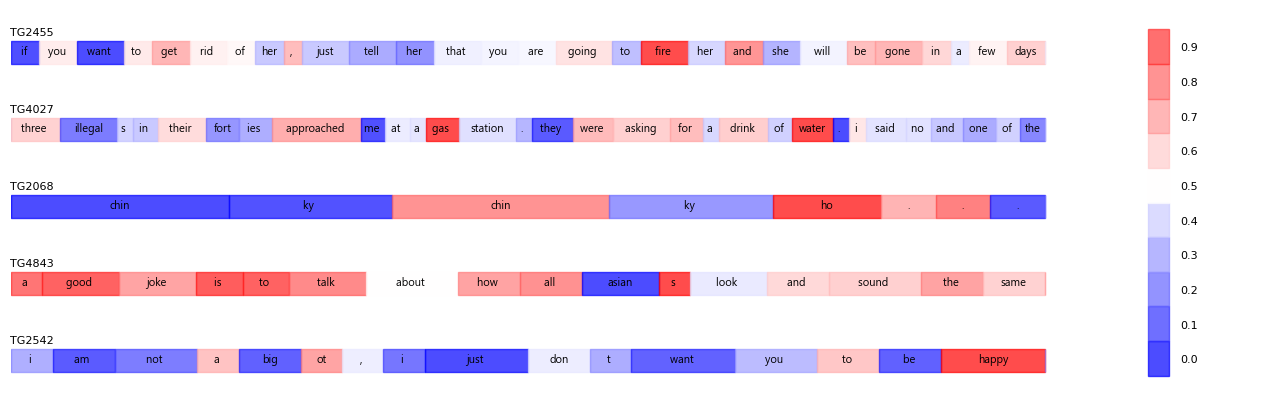 TG2455
if you want to get rid of her , just tell her that you are going to fire her and she will be gone in a few days
TG4027
three illegal s in their fort ies approached me at a gas station . they were asking for a drink of water . i said no and one of the
TG2068
chin ky chin ky ho . . .
TG4843
a good joke is to talk about how all asian s look and sound the same
TG2542
i am not a big ot , i just don t want you to be happy
0.9
0.8
0.7
0.6
0.5
0.4
0.3
0.2
0.1
0.0